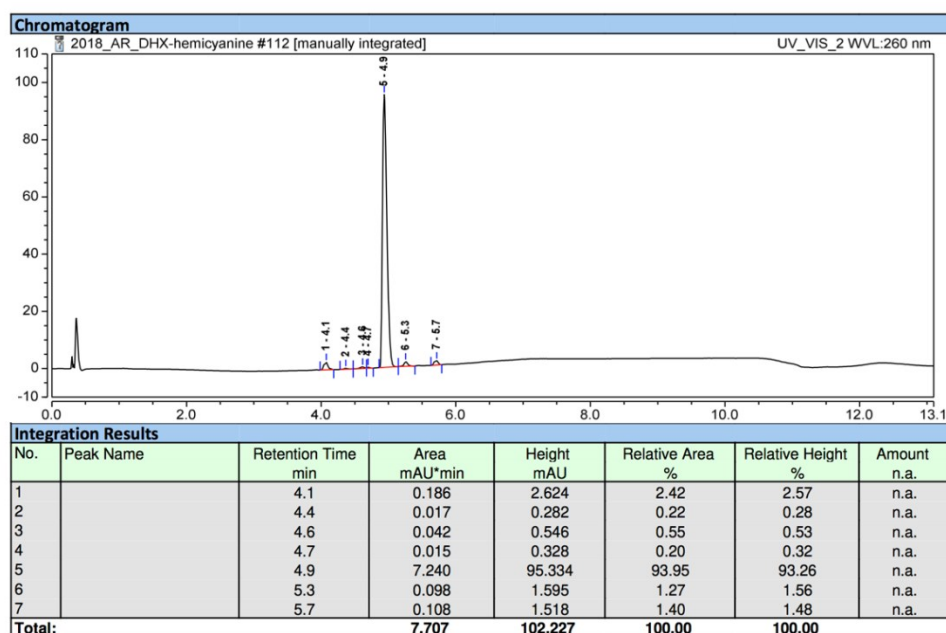 Chromatogram
2018_AR_DHX-hemicyanine #112 [manually integrated] UV_VIS_2 WVL:260 nm
110
100
80
60
40
20
0
-10
1 - 4.1
2 - 4.4
3 - 4.6
4 - 4.7
5 - 4.9
6 - 5.3
7 - 5.7
0.0 2.0 4.0 6.0 8.0 10.0 12.0 13.1
Integration Results
No. Peak Name Retention Time Area Height Relative Area Relative Height Amount
min mAU*min mAU % % n.a.
1 4.1 0.186 2.624 2.42 2.57 n.a.
2 4.4 0.017 0.282 0.22 0.28 n.a.
3 4.6 0.042 0.546 0.55 0.53 n.a.
4 4.7 0.015 0.328 0.20 0.32 n.a.
5 4.9 7.240 95.334 93.95 93.26 n.a.
6 5.3 0.098 1.595 1.27 1.56 n.a.
7 5.7 0.108 1.518 1.40 1.48 n.a.
Total: 7.707 102.227 100.00 100.00